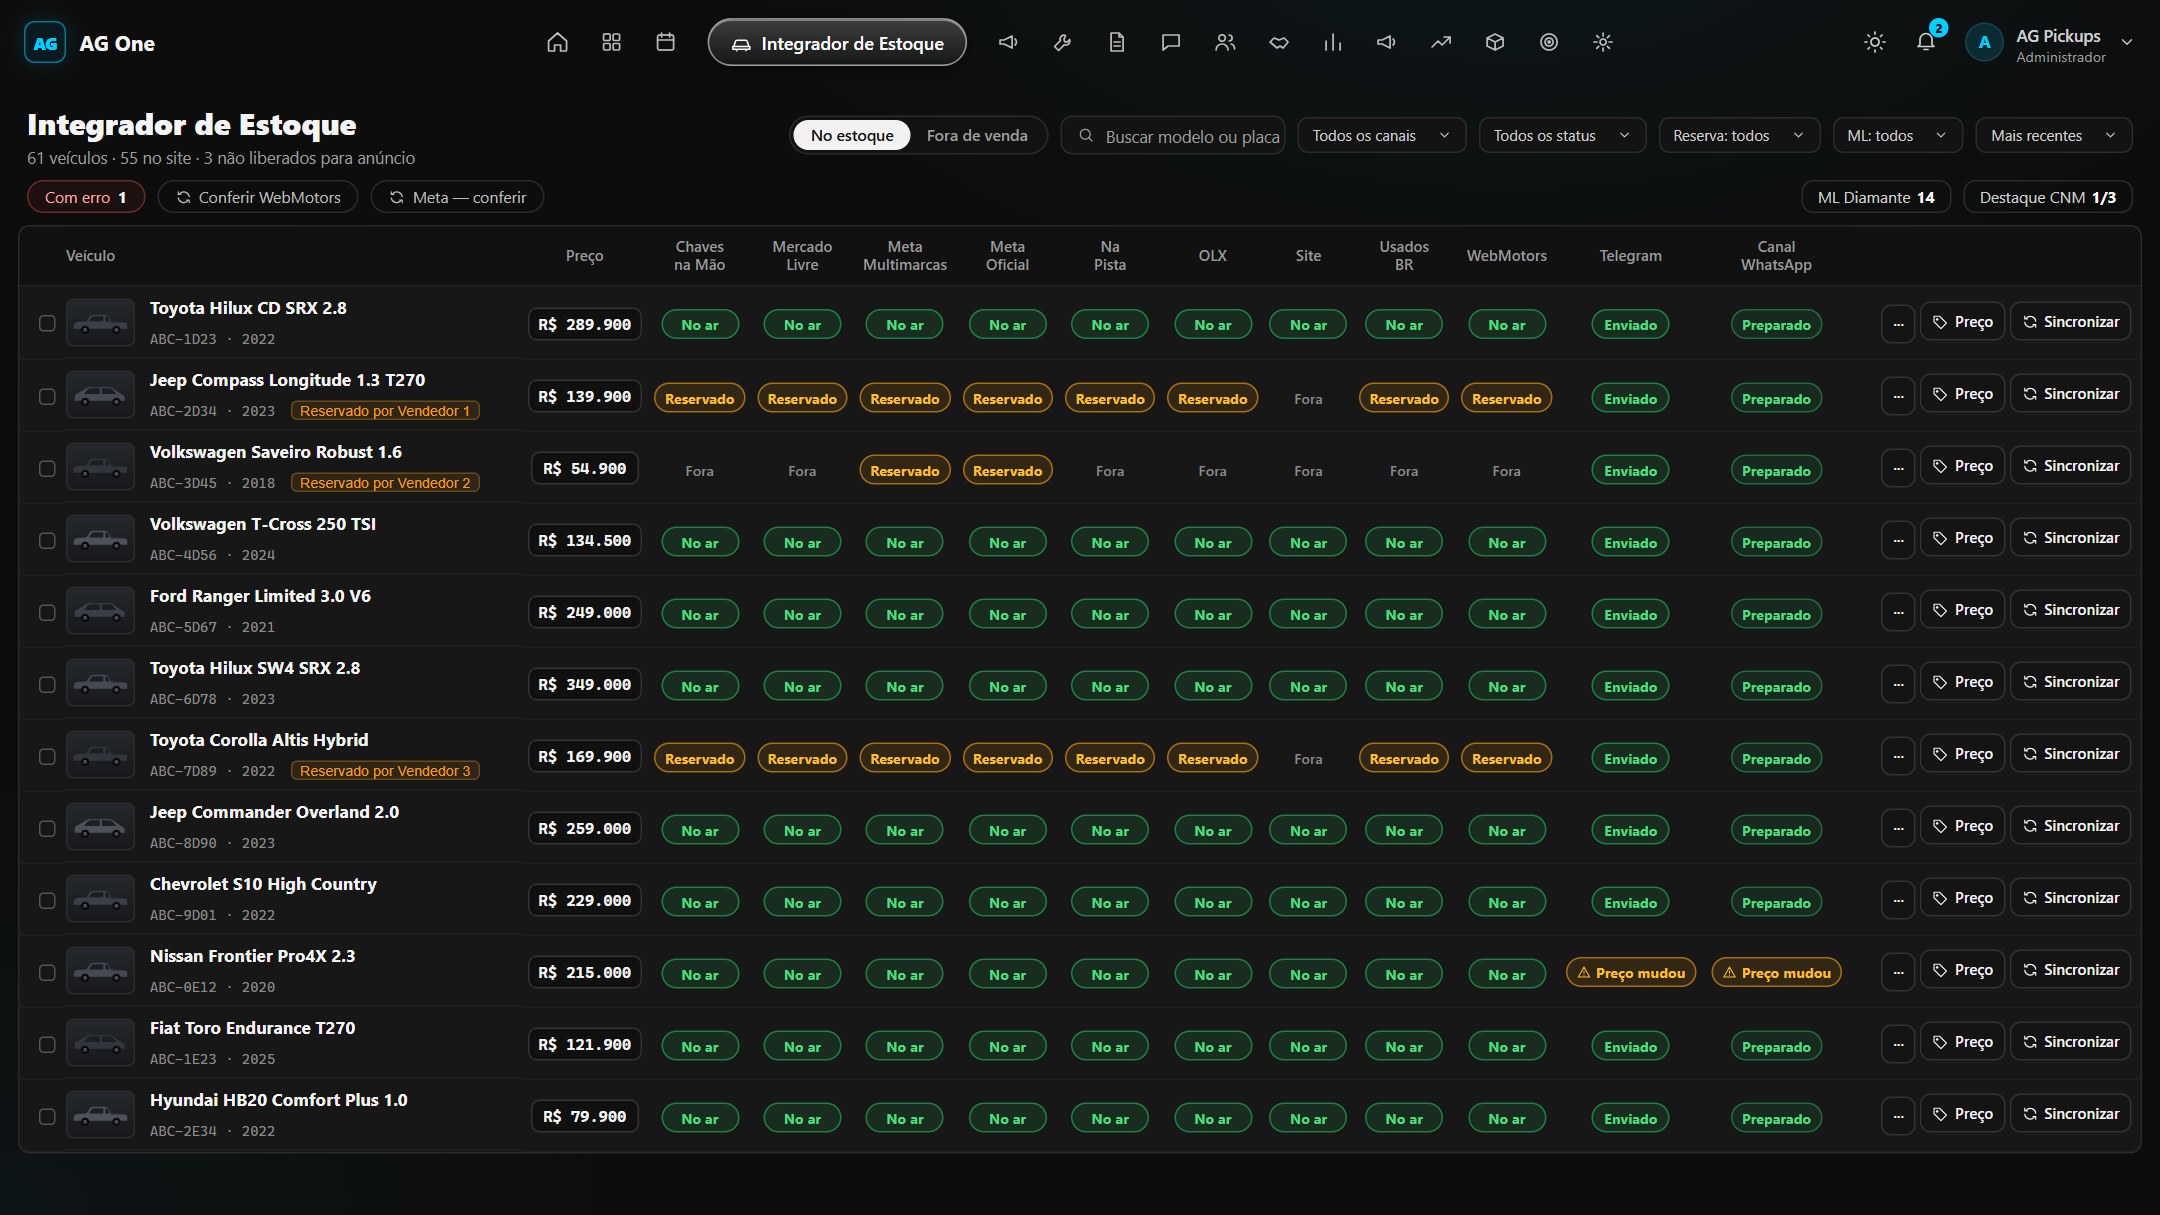 AG AG One Integrador de Estoque 2 A AG Pickups
Administrador
Integrador de Estoque
61 veículos · 55 no site · 3 não liberados para anúncio
No estoque Fora de venda Buscar modelo ou placa Todos os canais Todos os status Reserva: todos ML: todos Mais recentes
Com erro 1 Conferir WebMotors Meta — conferir ML Diamante 14 Destaque CNM 1/3
Veículo Preço Chaves na Mão Mercado Livre Meta Multimarcas Meta Oficial Na Pista OLX Site Usados BR WebMotors Telegram Canal WhatsApp
Toyota Hilux CD SRX 2.8
ABC-1D23 · 2022
R$ 289.900 No ar No ar No ar No ar No ar No ar No ar No ar No ar Enviado Preparado ... Preço Sincronizar
Jeep Compass Longitude 1.3 T270
ABC-2D34 · 2023 Reservado por Vendedor 1
R$ 139.900 Reservado Reservado Reservado Reservado Reservado Reservado Fora Reservado Reservado Enviado Preparado ... Preço Sincronizar
Volkswagen Saveiro Robust 1.6
ABC-3D45 · 2018 Reservado por Vendedor 2
R$ 54.900 Fora Fora Reservado Reservado Fora Fora Fora Fora Fora Enviado Preparado ... Preço Sincronizar
Volkswagen T-Cross 250 TSI
ABC-4D56 · 2024
R$ 134.500 No ar No ar No ar No ar No ar No ar No ar No ar No ar Enviado Preparado ... Preço Sincronizar
Ford Ranger Limited 3.0 V6
ABC-5D67 · 2021
R$ 249.000 No ar No ar No ar No ar No ar No ar No ar No ar No ar Enviado Preparado ... Preço Sincronizar
Toyota Hilux SW4 SRX 2.8
ABC-6D78 · 2023
R$ 349.000 No ar No ar No ar No ar No ar No ar No ar No ar No ar Enviado Preparado ... Preço Sincronizar
Toyota Corolla Altis Hybrid
ABC-7D89 · 2022 Reservado por Vendedor 3
R$ 169.900 Reservado Reservado Reservado Reservado Reservado Reservado Fora Reservado Reservado Enviado Preparado ... Preço Sincronizar
Jeep Commander Overland 2.0
ABC-8D90 · 2023
R$ 259.000 No ar No ar No ar No ar No ar No ar No ar No ar No ar Enviado Preparado ... Preço Sincronizar
Chevrolet S10 High Country
ABC-9D01 · 2022
R$ 229.000 No ar No ar No ar No ar No ar No ar No ar No ar No ar Enviado Preparado ... Preço Sincronizar
Nissan Frontier Pro4X 2.3
ABC-0E12 · 2020
R$ 215.000 No ar No ar No ar No ar No ar No ar No ar No ar No ar Preço mudou Preço mudou ... Preço Sincronizar
Fiat Toro Endurance T270
ABC-1E23 · 2025
R$ 121.900 No ar No ar No ar No ar No ar No ar No ar No ar No ar Enviado Preparado ... Preço Sincronizar
Hyundai HB20 Comfort Plus 1.0
ABC-2E34 · 2022
R$ 79.900 No ar No ar No ar No ar No ar No ar No ar No ar No ar Enviado Preparado ... Preço Sincronizar